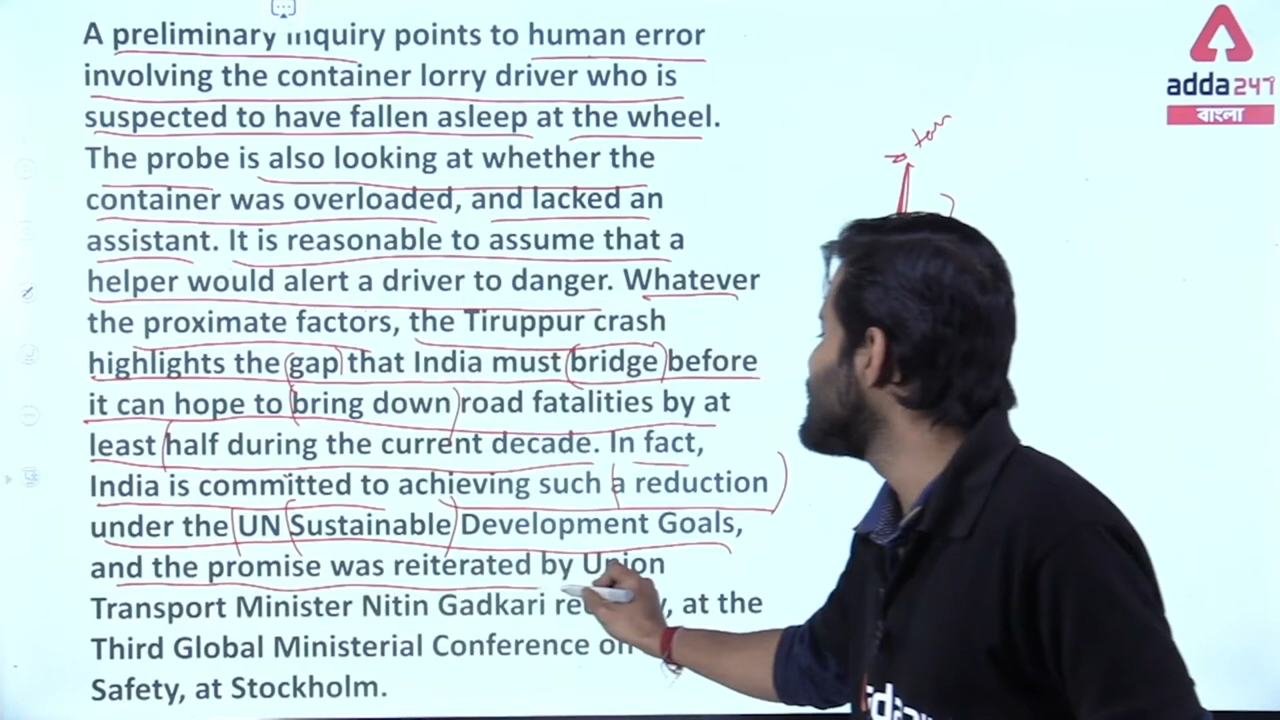 A preliminary inquiry points to human error
involving the container lorry driver who is
suspected to have fallen asleep at the wheel.
The probe is also looking at whether the
container was overloaded, and lacked an
assistant. It is reasonable to assume that a
helper would alert a driver to danger. Whatever
the proximate factors, the Tiruppur crash
highlights the gap that India must bridge before
it can hope to bring down road fatalities by at
least half during the current decade. In fact,
India is committed to achieving such a reduction
under the UN Sustainable Development Goals,
and the promise was reiterated by Union
Transport Minister Nitin Gadkari at the
Third Global Ministerial Conference on
Safety, at Stockholm.
adda247
বাংলা